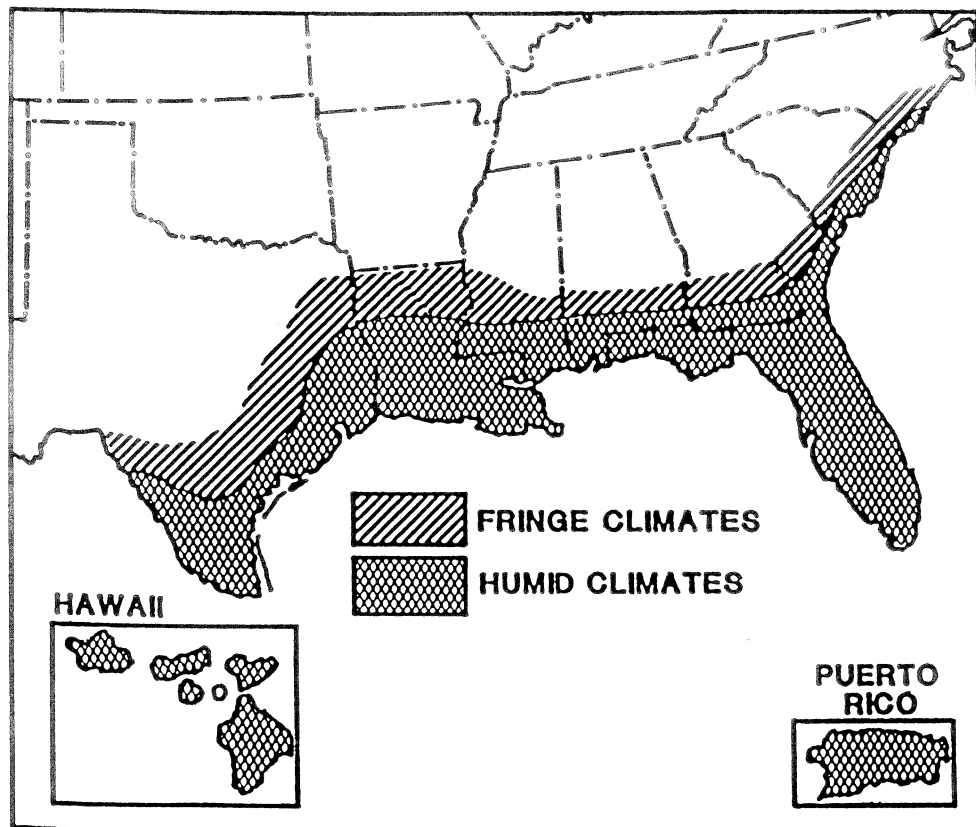 FRINGE CLIMATES
HUMID CLIMATES
HAWAII
PUERTO
RICO